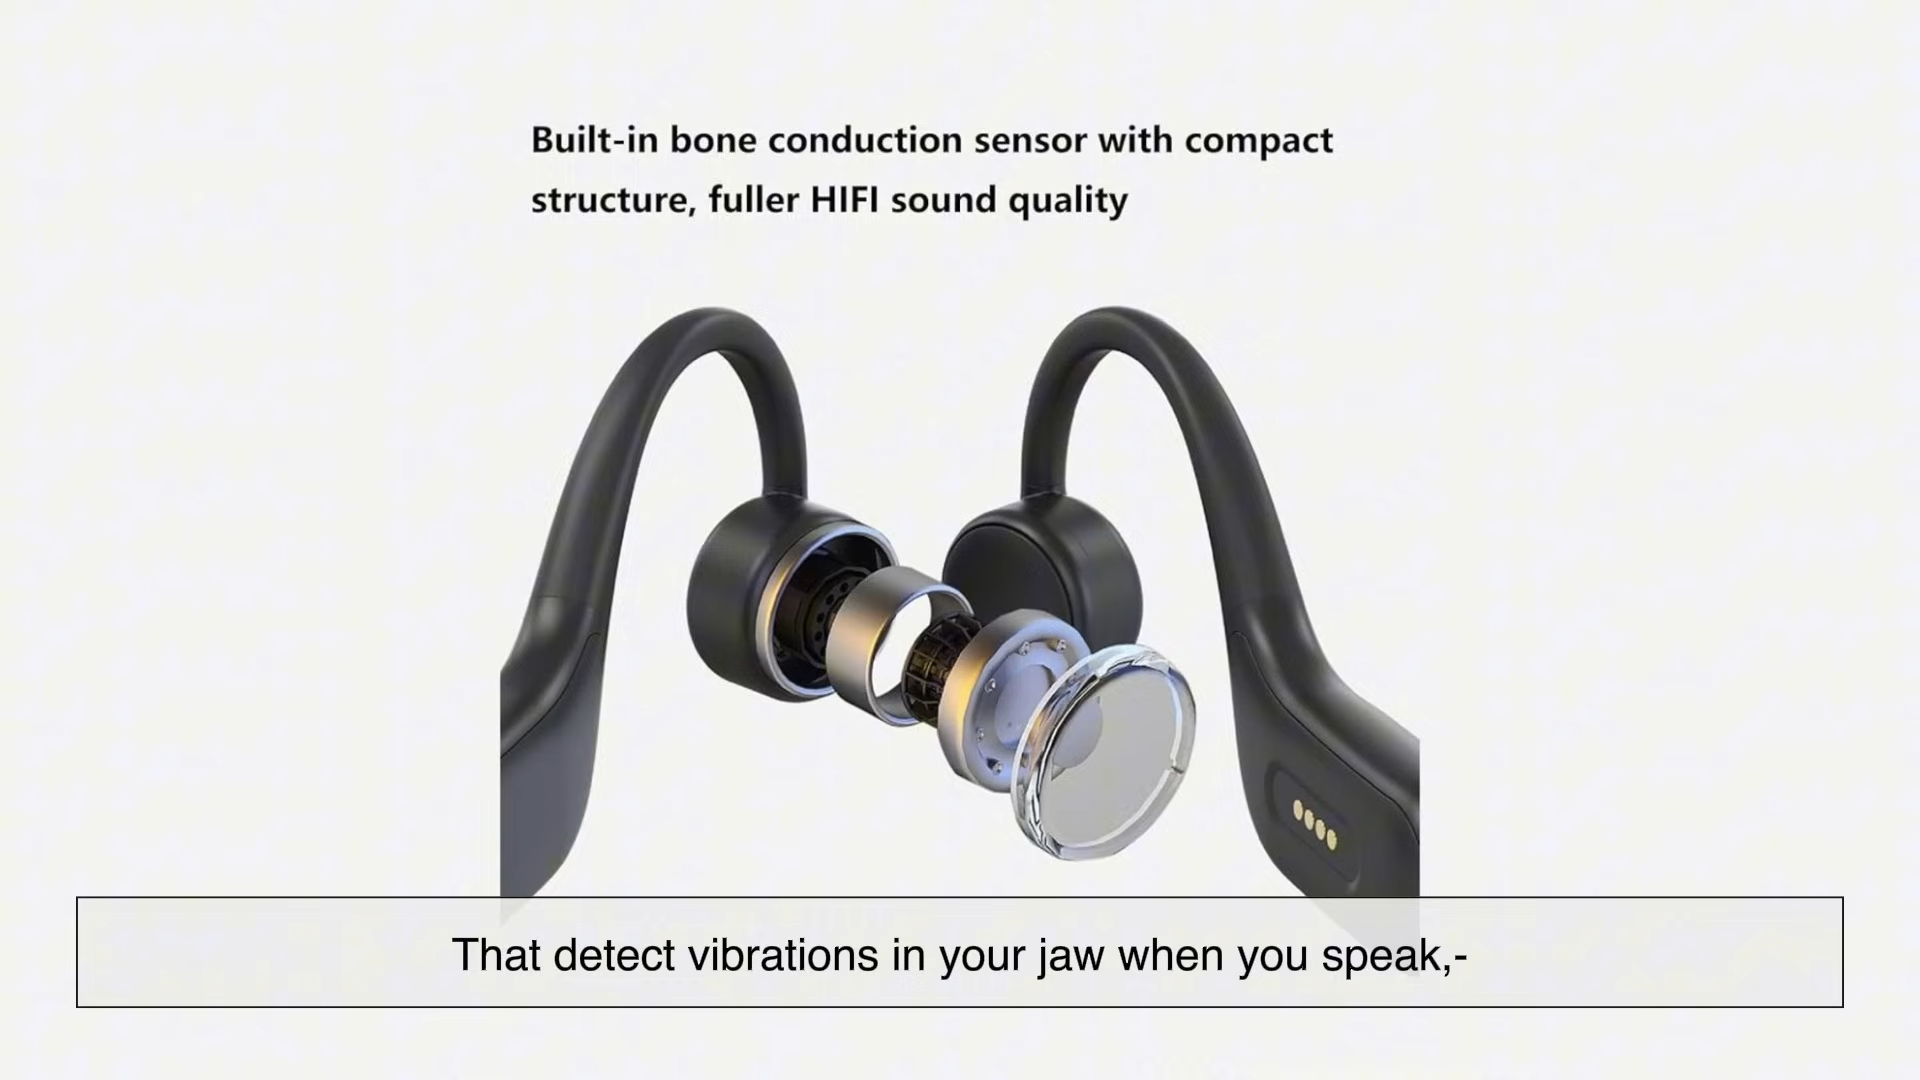 Built-in bone conduction sensor with compact
structure, fuller HIFI sound quality
That detect vibrations in your jaw when you speak,-